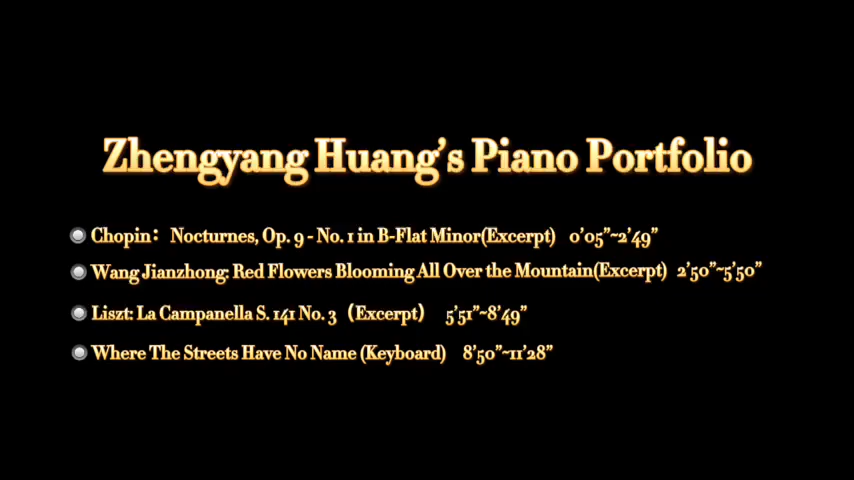 Zhengyang Huang’s Piano Portfolio
Chopin： Nocturnes, Op. 9 - No. 1 in B-Flat Minor(Excerpt) 0’05”~2’49”
Wang Jianzhong: Red Flowers Blooming All Over the Mountain(Excerpt) 2’50”~5’50”
Liszt: La Campanella S. 141 No. 3（Excerpt） 5’51”~8’49”
Where The Streets Have No Name (Keyboard) 8’50”~11’28”